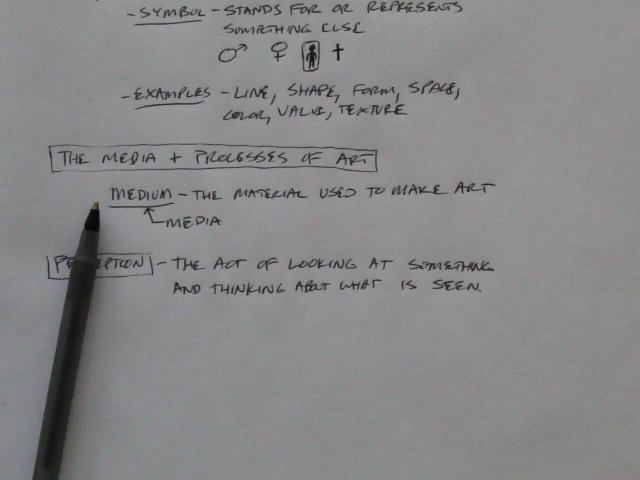 - SYMBOL - STANDS FOR OR REPRESENTS
SOMETHING ELSE
- EXAMPLES - LINE, SHAPE, FORM, SPACE,
COLOR, VALUE, TEXTURE
THE MEDIA + PROCESSES OF ART
MEDIUM - THE MATERIAL USED TO MAKE ART
MEDIA
- THE ACT OF LOOKING AT SOMETHING
AND THINKING ABOUT WHAT IS SEEN.